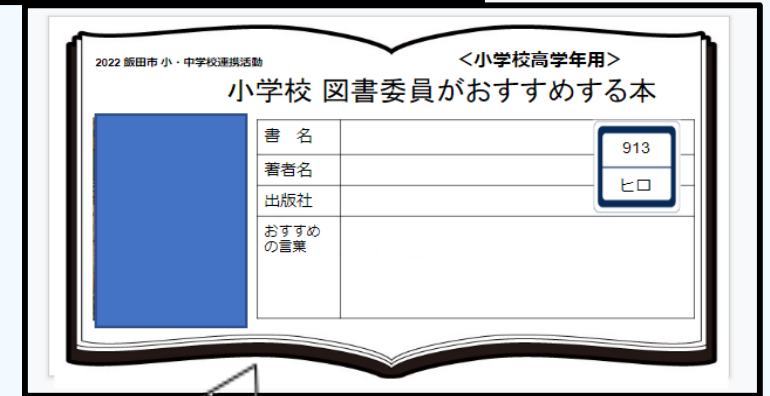 2022 飯田市 小・中学校連携活動
<小学校高学年用>
小学校 図書委員がおすすめする本
書 名
913
著者名
ヒロ
出版社
おすすめ
の言葉